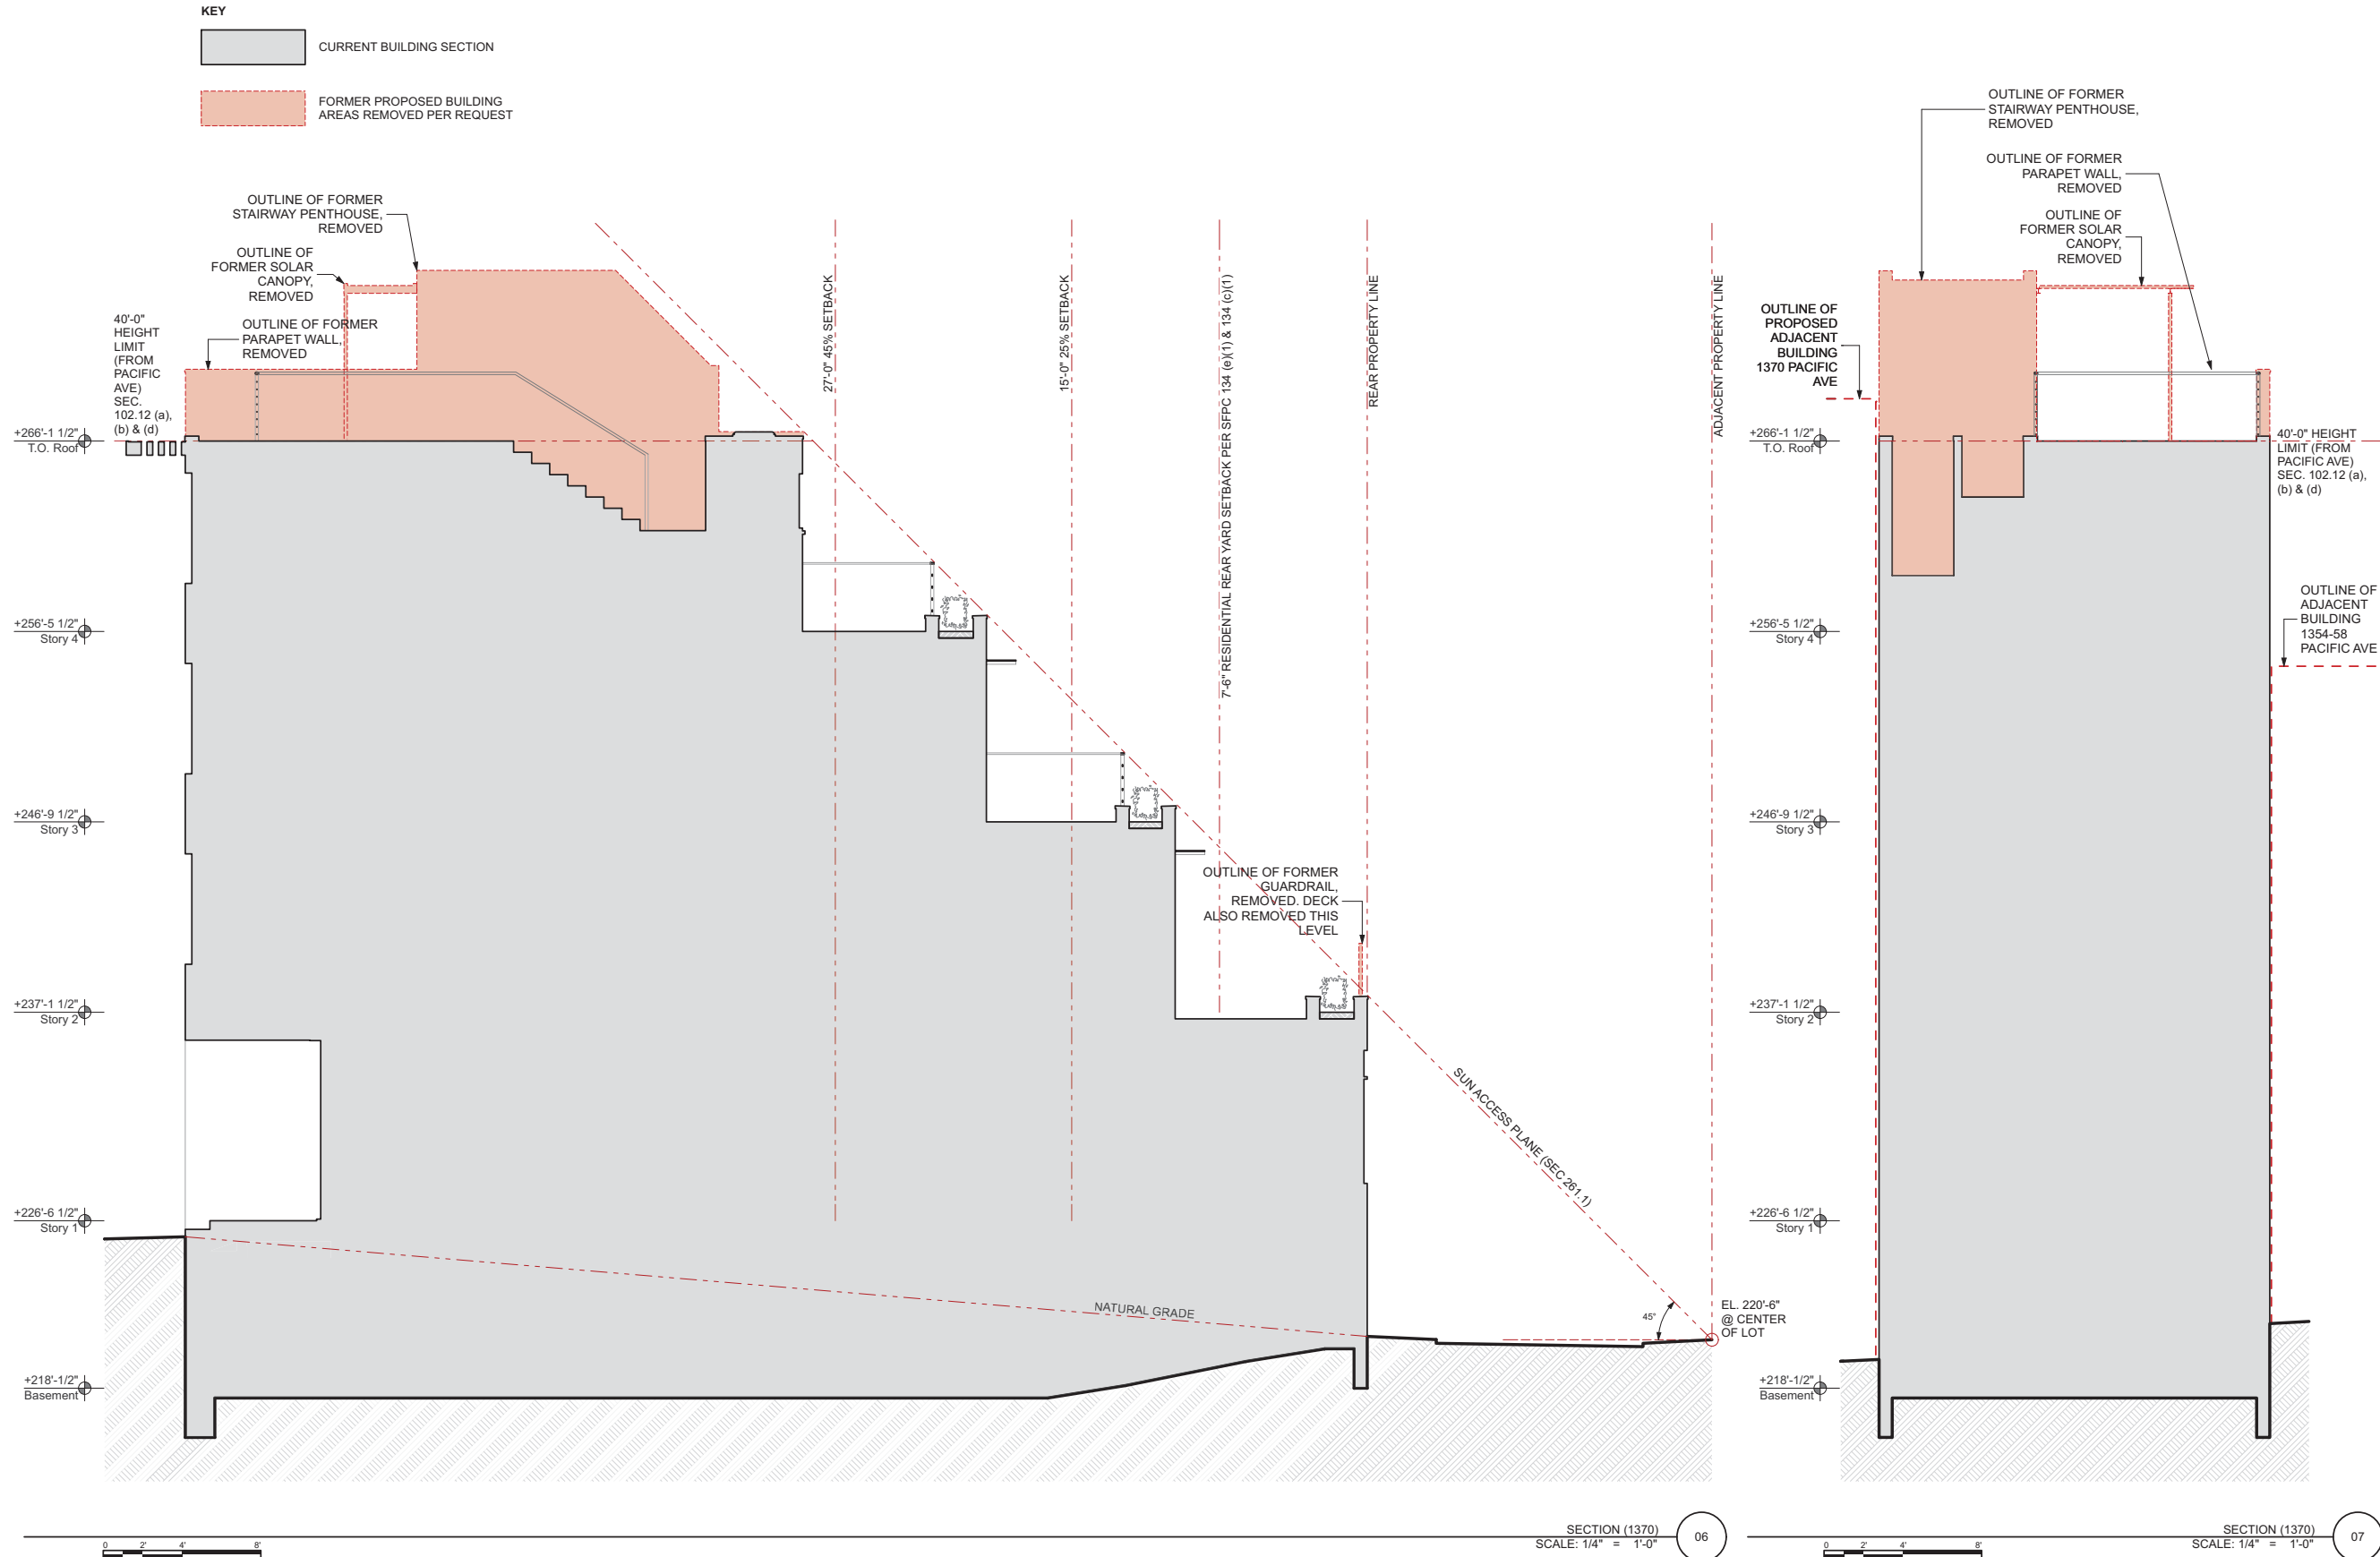 KEY
CURRENT BUILDING SECTION
FORMER PROPOSED BUILDING
AREAS REMOVED PER REQUEST
OUTLINE OF FORMER
STAIRWAY PENTHOUSE,
REMOVED
OUTLINE OF
FORMER SOLAR
CANOPY,
REMOVED
OUTLINE OF FORMER
PARAPET WALL,
REMOVED
40'-0"
HEIGHT
LIMIT
(FROM
PACIFIC
AVE)
SEC.
102.12 (a),
(b) & (d)
+266'-1 1/2"
T.O. Roof
+256'-5 1/2"
Story 4
+246'-9 1/2"
Story 3
+237'-1 1/2"
Story 2
+226'-6 1/2"
Story 1
+218'-1/2"
Basement
27'-0" 45% SETBACK
15'-0" 25% SETBACK
7'-6" RESIDENTIAL REAR YARD SETBACK PER SFPC 134 (e)(1) & 134 (c)(1)
REAR PROPERTY LINE
ADJACENT PROPERTY LINE
OUTLINE OF FORMER
GUARDRAIL,
REMOVED. DECK
ALSO REMOVED THIS
LEVEL
SUN ACCESS PLANE (SEC 261.1)
NATURAL GRADE
45°
EL. 220'-6"
@ CENTER
OF LOT
SECTION (1370)
SCALE: 1/4" = 1'-0"
06
0 2' 4' 8'
OUTLINE OF FORMER
STAIRWAY PENTHOUSE,
REMOVED
OUTLINE OF FORMER
PARAPET WALL,
REMOVED
OUTLINE OF
FORMER SOLAR
CANOPY,
REMOVED
OUTLINE OF
PROPOSED
ADJACENT
BUILDING
1370 PACIFIC
AVE
+266'-1 1/2"
T.O. Roof
40'-0" HEIGHT
LIMIT (FROM
PACIFIC AVE)
SEC. 102.12 (a),
(b) & (d)
OUTLINE OF
ADJACENT
BUILDING
1354-58
PACIFIC AVE
+256'-5 1/2"
Story 4
+246'-9 1/2"
Story 3
+237'-1 1/2"
Story 2
+226'-6 1/2"
Story 1
+218'-1/2"
Basement
SECTION (1370)
SCALE: 1/4" = 1'-0"
07
0 2' 4' 8'